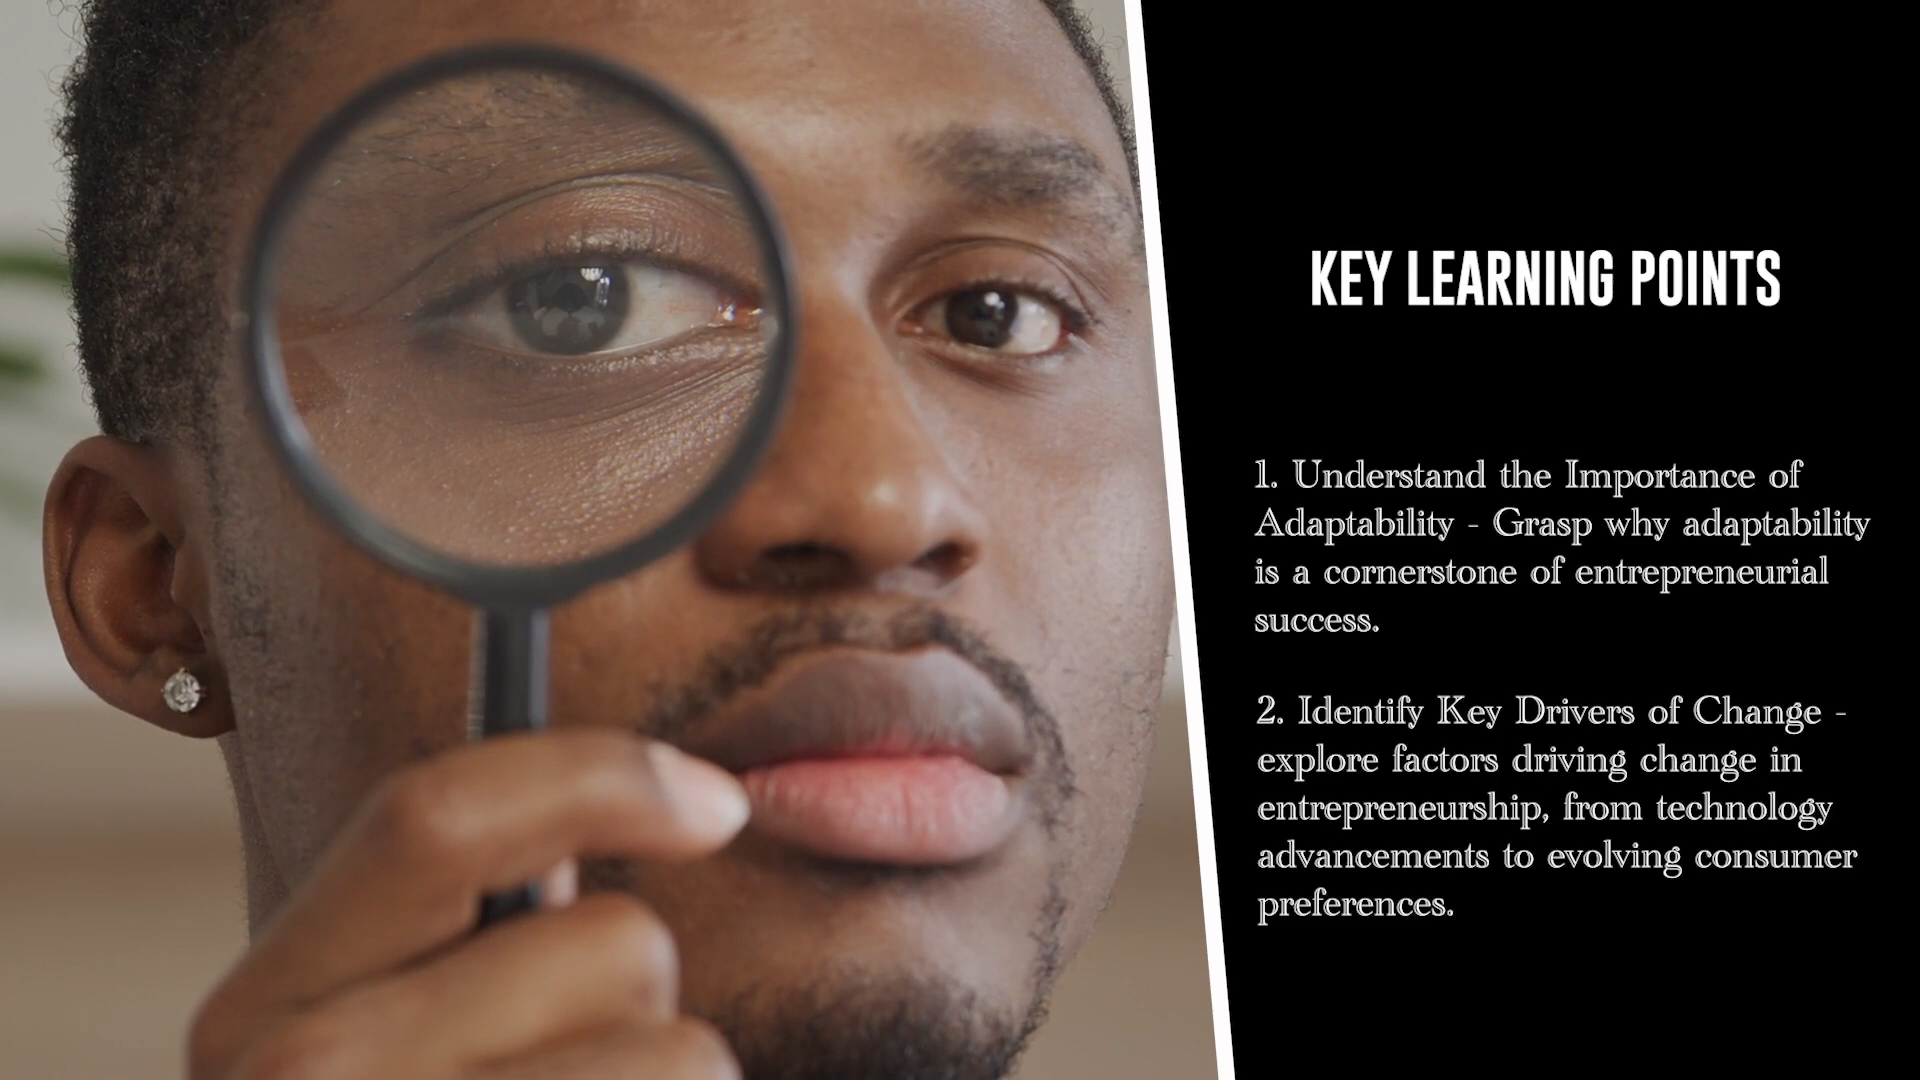 KEY LEARNING POINTS
1. Understand the Importance of
Adaptability - Grasp why adaptability
is a cornerstone of entrepreneurial
success.
2. Identify Key Drivers of Change -
explore factors driving change in
entrepreneurship, from technology
advancements to evolving consumer
preferences.